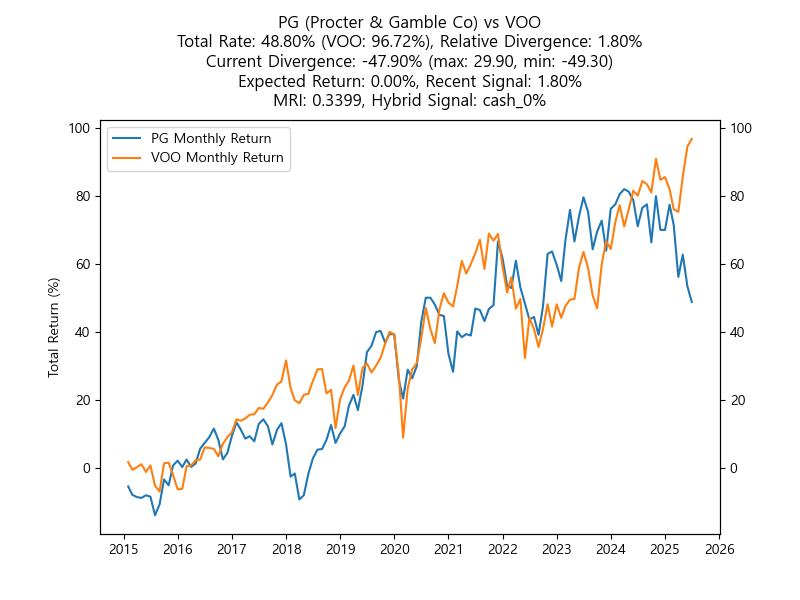 PG (Procter & Gamble Co) vs VOO
Total Rate: 48.80% (VOO: 96.72%), Relative Divergence: 1.80%
Current Divergence: -47.90% (max: 29.90, min: -49.30)
Expected Return: 0.00%, Recent Signal: 1.80%
MRI: 0.3399, Hybrid Signal: cash_0%
PG Monthly Return
VOO Monthly Return
Total Return (%)
100
80
60
40
20
0
100
80
60
40
20
0
2015 2016 2017 2018 2019 2020 2021 2022 2023 2024 2025 2026